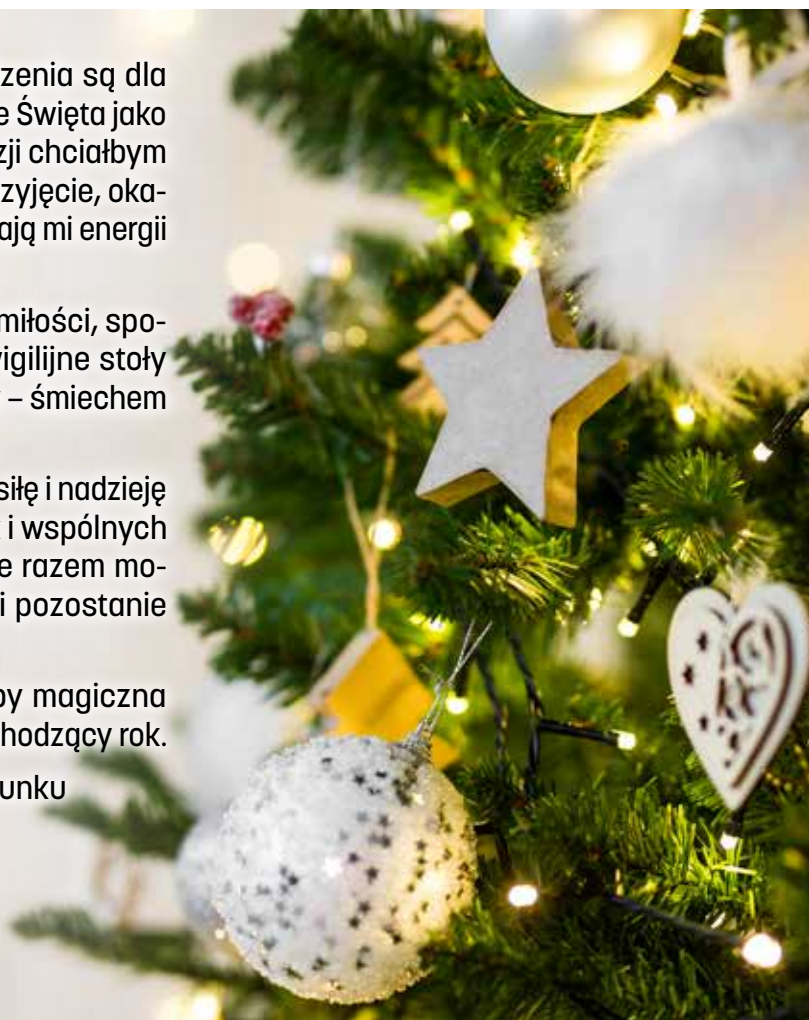 zenia są dla
e Święta jako
zji chciałbym
zyjęcie, oka-
ają mi energii
miłości, spo-
igilijne stoły
– śmiechem
siłę i nadzieję
i wspólnych
e razem mo-
i pozostanie
by magiczna
hodzący rok.
unku